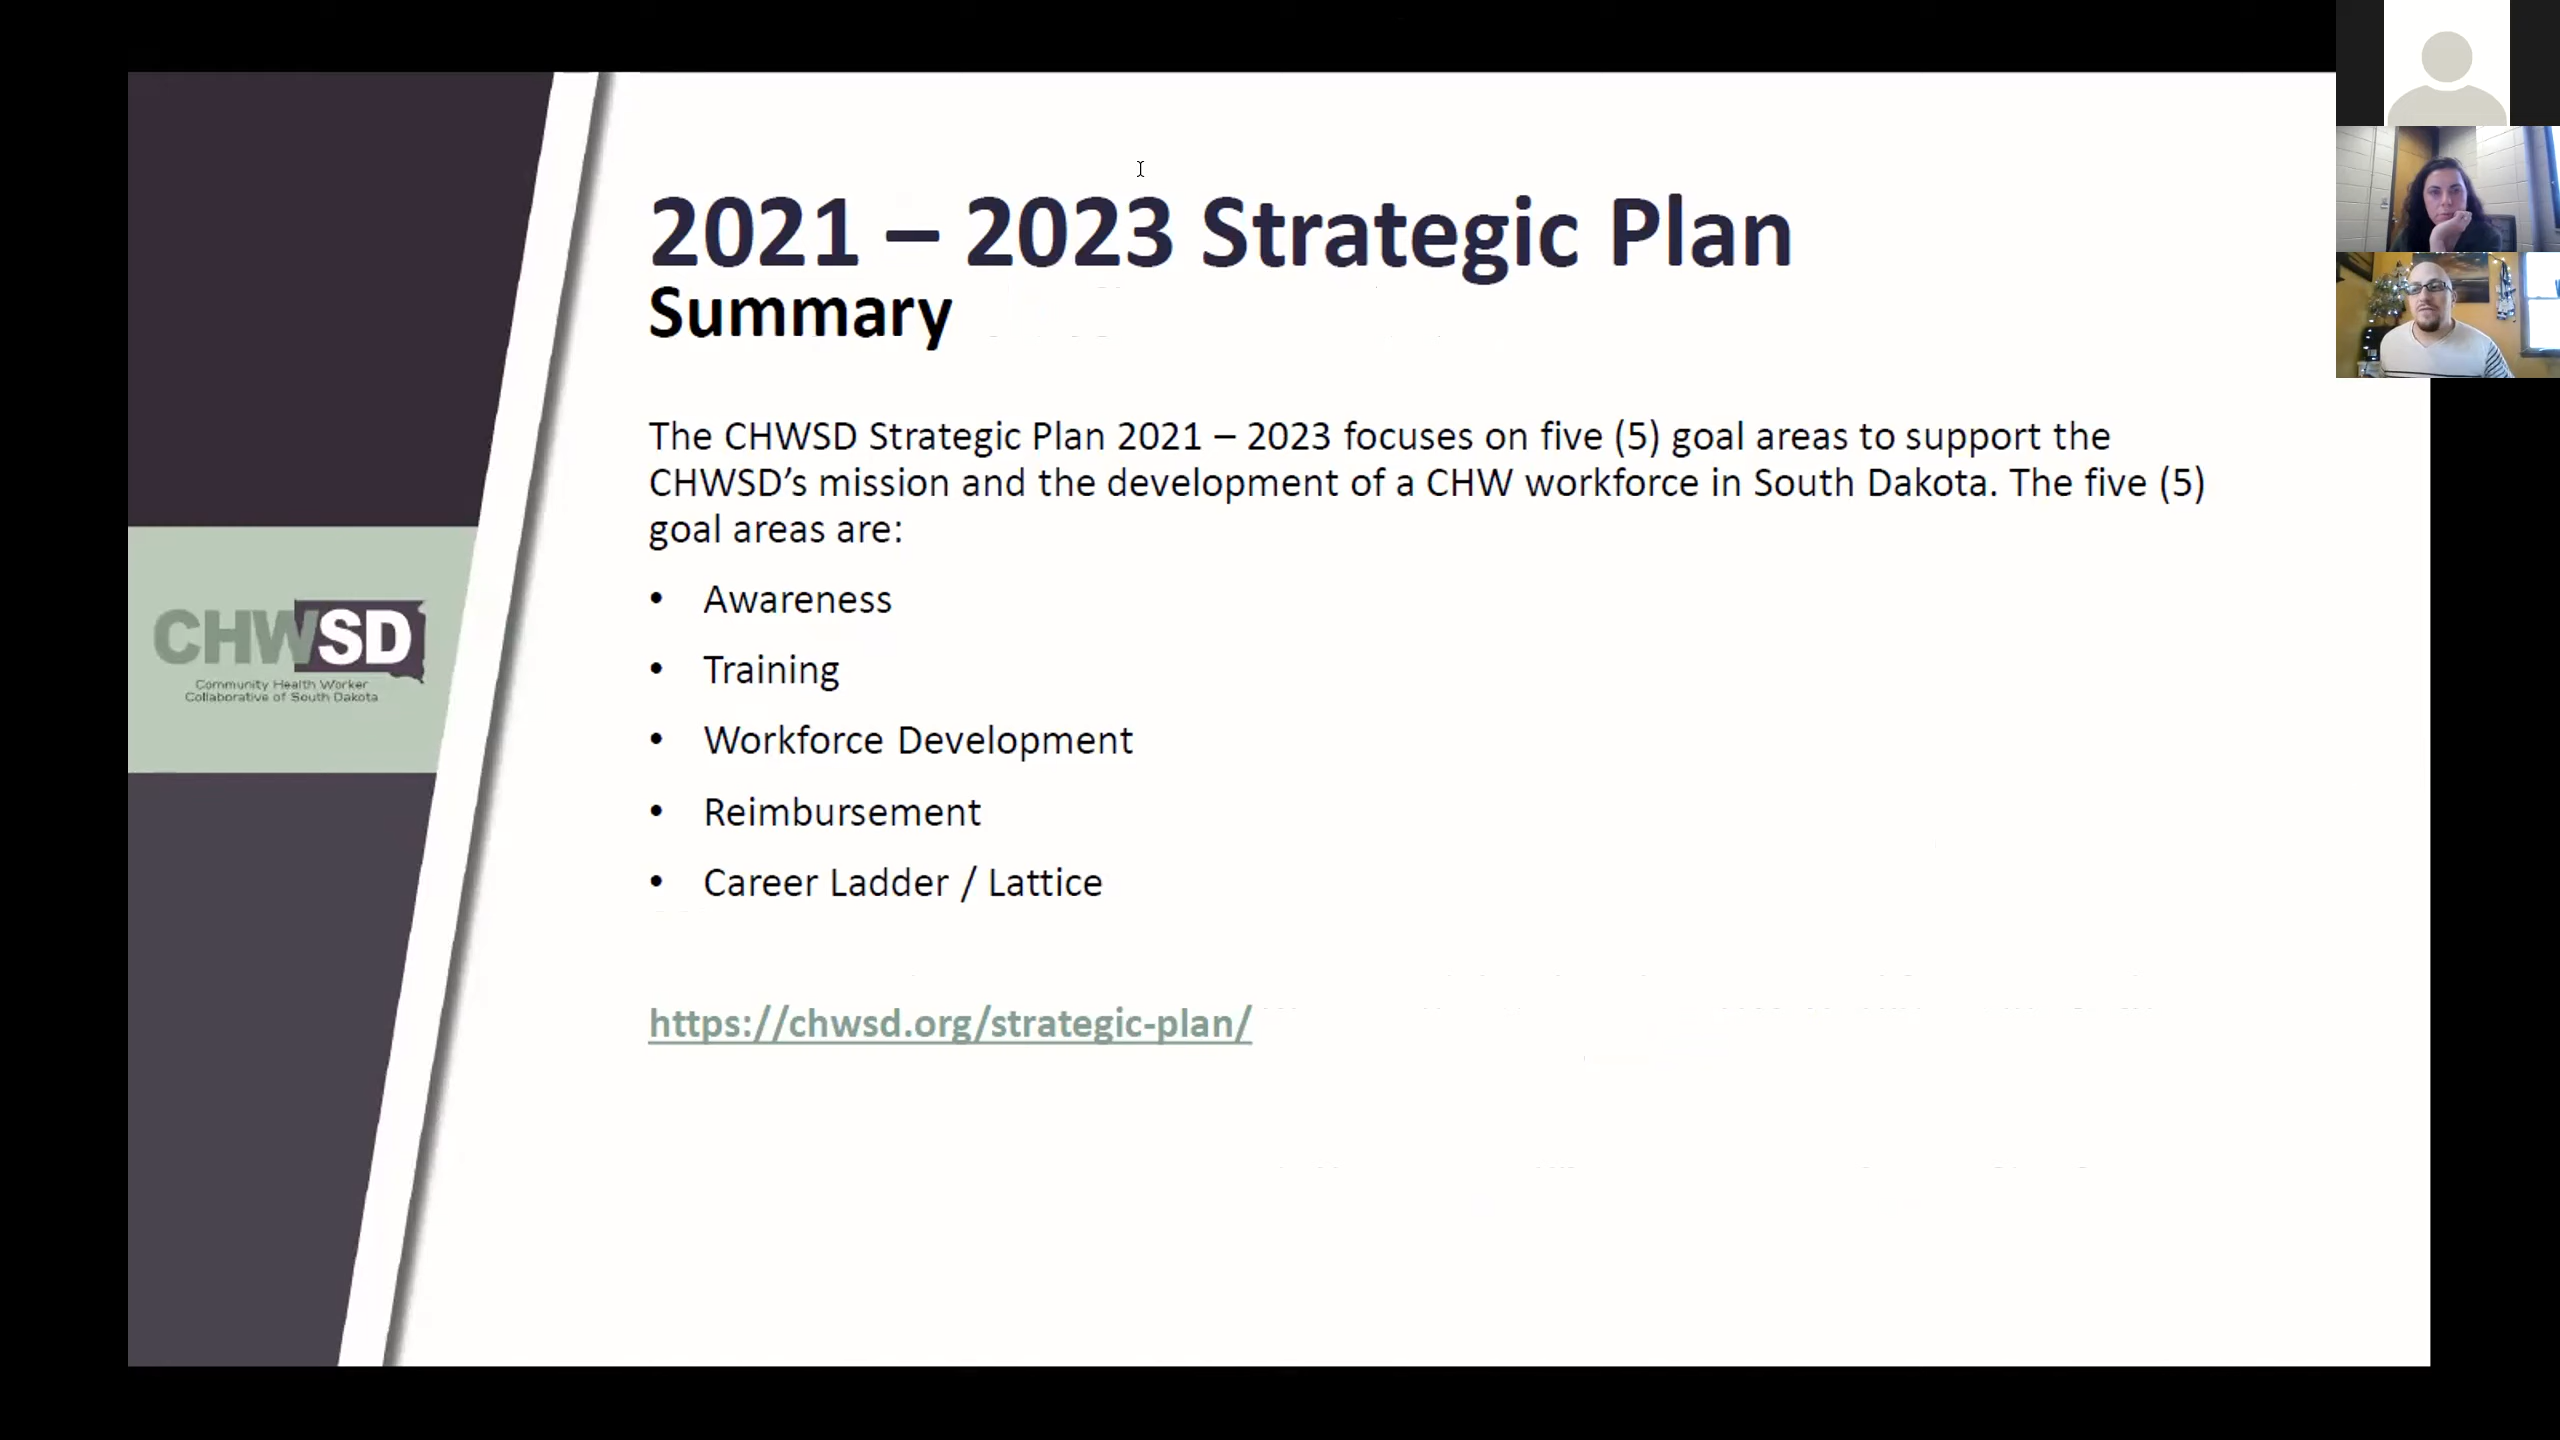 2021 – 2023 Strategic Plan
Summary
The CHWSD Strategic Plan 2021 – 2023 focuses on five (5) goal areas to support the
CHWSD’s mission and the development of a CHW workforce in South Dakota. The five (5)
goal areas are:
• Awareness
• Training
• Workforce Development
• Reimbursement
• Career Ladder / Lattice
https://chwsd.org/strategic-plan/
CHWSD
Community Health Worker
Collaborative of South Dakota